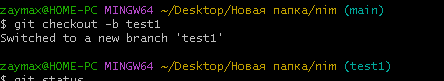 zaymax@HOME-PC MINGW64 ~/Desktop/Новая папка/nim (main)
$ git checkout -b test1
Switched to a new branch 'test1'
zaymax@HOME-PC MINGW64 ~/Desktop/Новая папка/nim (test1)
$ git status